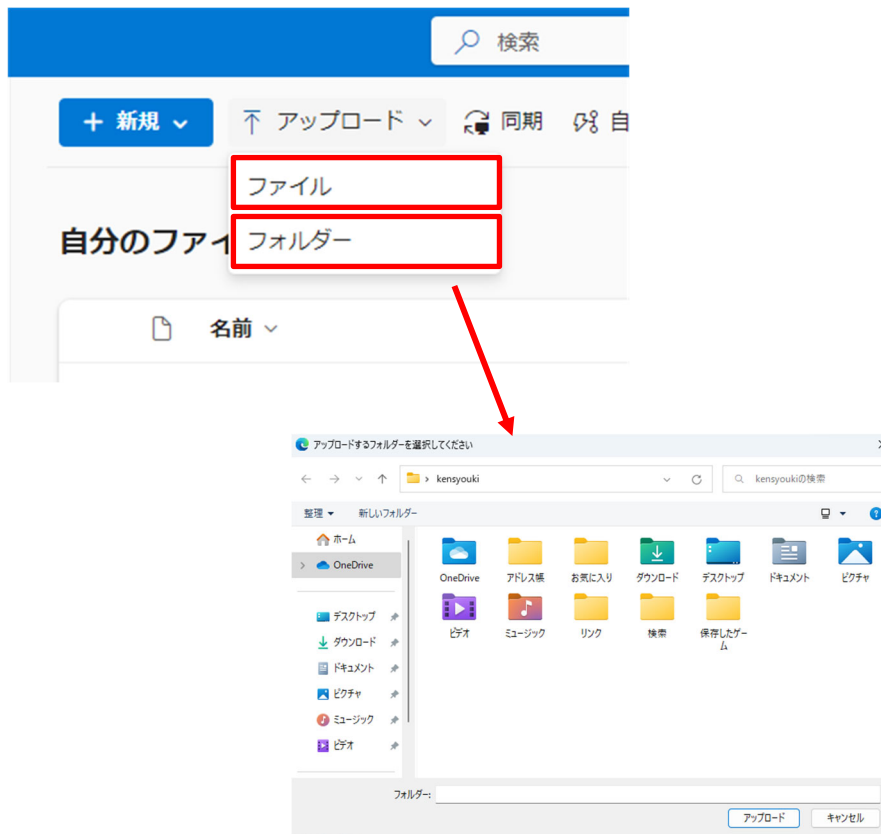 検索
新規 アップロード 同期 自
ファイル
自分のファイ
フォルダー
名前
アップロードするフォルダーを選択してください
kensyouki kensyoukiの検索
整理 新しいフォルダー
ホーム
OneDrive
デスクトップ
ダウンロード
ドキュメント
ピクチャ
ミュージック
ビデオ
OneDrive アドレス帳 お気に入り ダウンロード デスクトップ ドキュメント ピクチャ
ビデオ ミュージック リンク 検索 保存したゲー
ム
フォルダー:
アップロード キャンセル